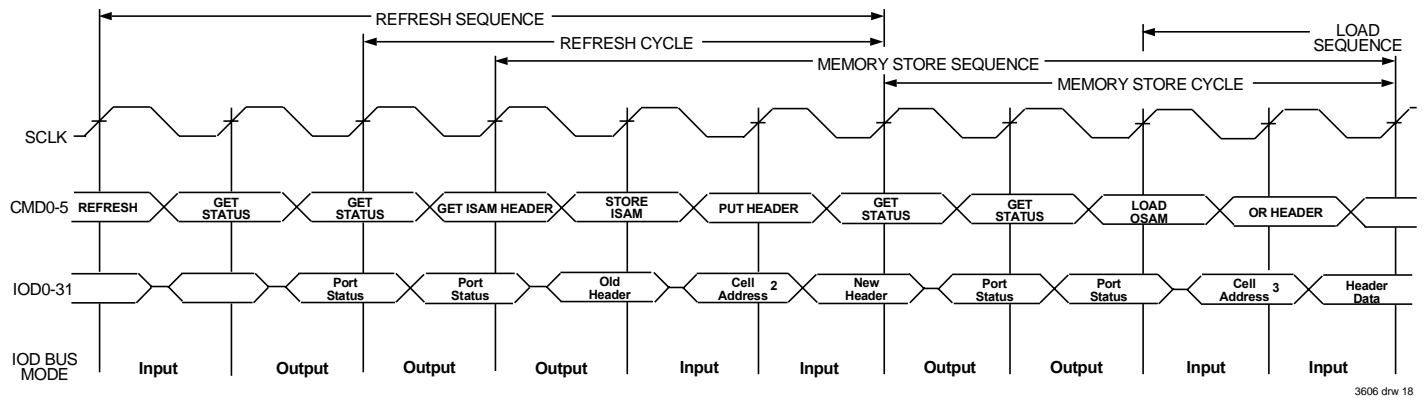 REFRESH SEQUENCE
REFRESH CYCLE
LOAD
SEQUENCE
MEMORY STORE SEQUENCE
MEMORY STORE CYCLE
SCLK
CMD0-5 REFRESH GET STATUS GET STATUS GET ISAM HEADER STORE ISAM PUT HEADER GET STATUS GET STATUS LOAD OSAM OR HEADER
IOD0-31 Port Status Port Status Old Header Cell Address 2 New Header Port Status Port Status Cell Address 3 Header Data
IOD BUS MODE Input Output Output Output Input Input Output Output Input Input
3606 drw 18